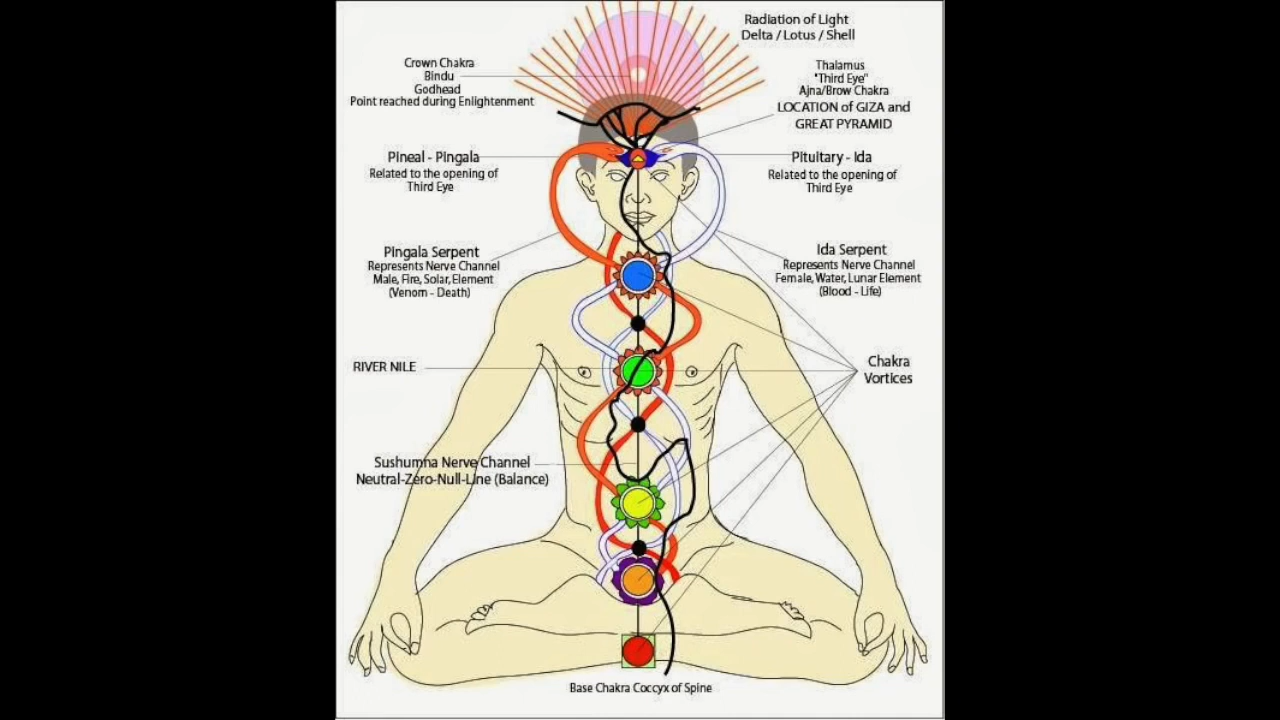 Radiation of Light
Delta / Lotus / Shell
Crown Chakra
Bindu
Godhead
Point reached during Enlightenment
Thalamus
"Third Eye"
Ajna/Brow Chakra
LOCATION of GIZA and
GREAT PYRAMID
Pineal - Pingala
Related to the opening of
Third Eye
Pituitary - Ida
Related to the opening of
Third Eye
Pingala Serpent
Represents Nerve Channel
Male, Fire, Solar, Element
(Venom - Death)
Ida Serpent
Represents Nerve Channel
Female, Water, Lunar Element
(Blood - Life)
RIVER NILE
Chakra
Vortices
Sushumna Nerve Channel
Neutral-Zero-Null-Line (Balance)
Base Chakra Coccyx of Spine